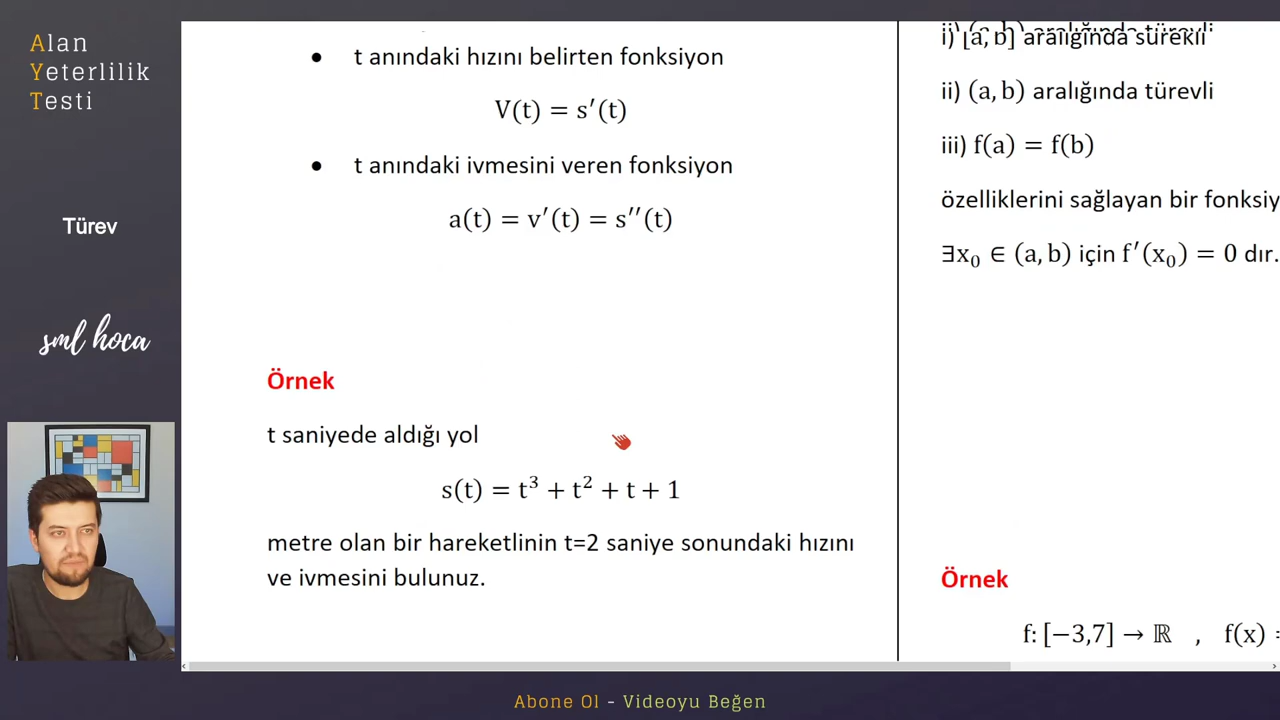 Alan
Yeterlilik
Testi
Türev
sml hoca
• t anındaki hızını belirten fonksiyon
V(t) = s′(t)
• t anındaki ivmesini veren fonksiyon
a(t) = v′(t) = s′′(t)
Örnek
t saniyede aldığı yol
s(t) = t³ + t² + t + 1
metre olan bir hareketlinin t=2 saniye sonundaki hızını
ve ivmesini bulunuz.
i) [a, b] aralığında sürekli
ii) (a, b) aralığında türevli
iii) f(a) = f(b)
özelliklerini sağlayan bir fonksiy
∃x₀ ∈ (a, b) için f′(x₀) = 0 dır.
Örnek
f: [−3,7] → ℝ , f(x) =
Abone Ol - Videoyu Beğen